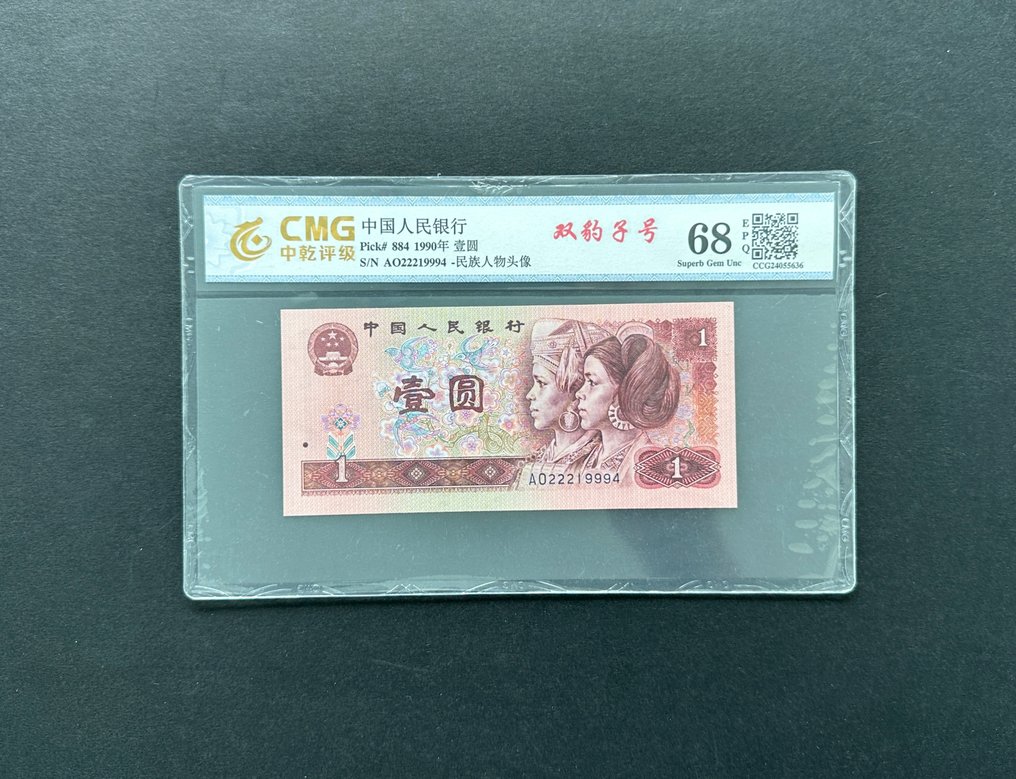 CMG
中乾评级
中国人民银行
Pick# 884 1990年 壹圆
S/N AO22219994 -民族人物头像
双豹子号
68
EPQ
Superb Gem Unc
CCG24055636
中国人民银行
壹圆
1
1
1
AO22219994